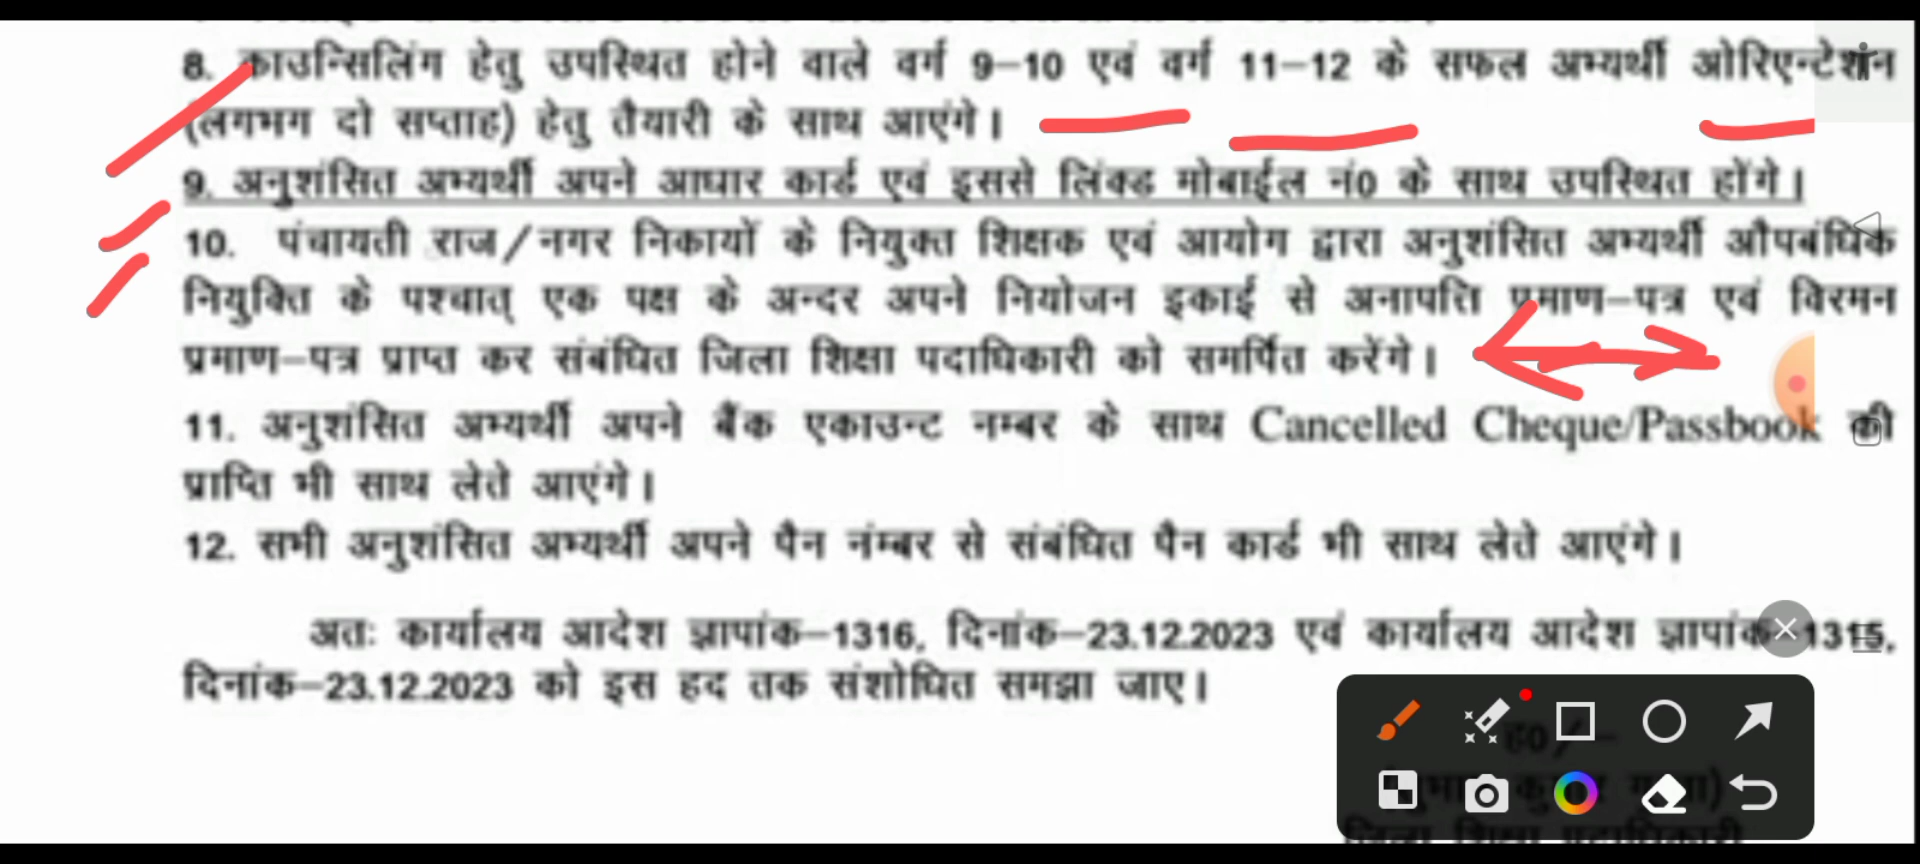 8. काउन्सिलिंग हेतु उपस्थित होने वाले वर्ग 9–10 एवं वर्ग 11–12 के सफल अभ्यर्थी ओरिएन्टेशन
(लगभग दो सप्ताह) हेतु तैयारी के साथ आएंगे।
9. अनुशंसित अभ्यर्थी अपने आधार कार्ड एवं इससे लिंक्ड मोबाईल नं0 के साथ उपस्थित होंगे।
10. पंचायती राज/नगर निकायों के नियुक्त शिक्षक एवं आयोग द्वारा अनुशंसित अभ्यर्थी औपबंधिक
नियुक्ति के पश्चात् एक पक्ष के अन्दर अपने नियोजन इकाई से अनापत्ति प्रमाण–पत्र एवं विरमन
प्रमाण–पत्र प्राप्त कर संबंधित जिला शिक्षा पदाधिकारी को समर्पित करेंगे।
11. अनुशंसित अभ्यर्थी अपने बैंक एकाउन्ट नम्बर के साथ Cancelled Cheque/Passbook की
प्राप्ति भी साथ लेते आएंगे।
12. सभी अनुशंसित अभ्यर्थी अपने पैन नंम्बर से संबंधित पैन कार्ड भी साथ लेते आएंगे।
अतः कार्यालय आदेश ज्ञापांक–1316, दिनांक–23.12.2023 एवं कार्यालय आदेश ज्ञापांक 1315,
दिनांक–23.12.2023 को इस हद तक संशोधित समझा जाए।
ह0/–
जिला शिक्षा पदाधिकारी